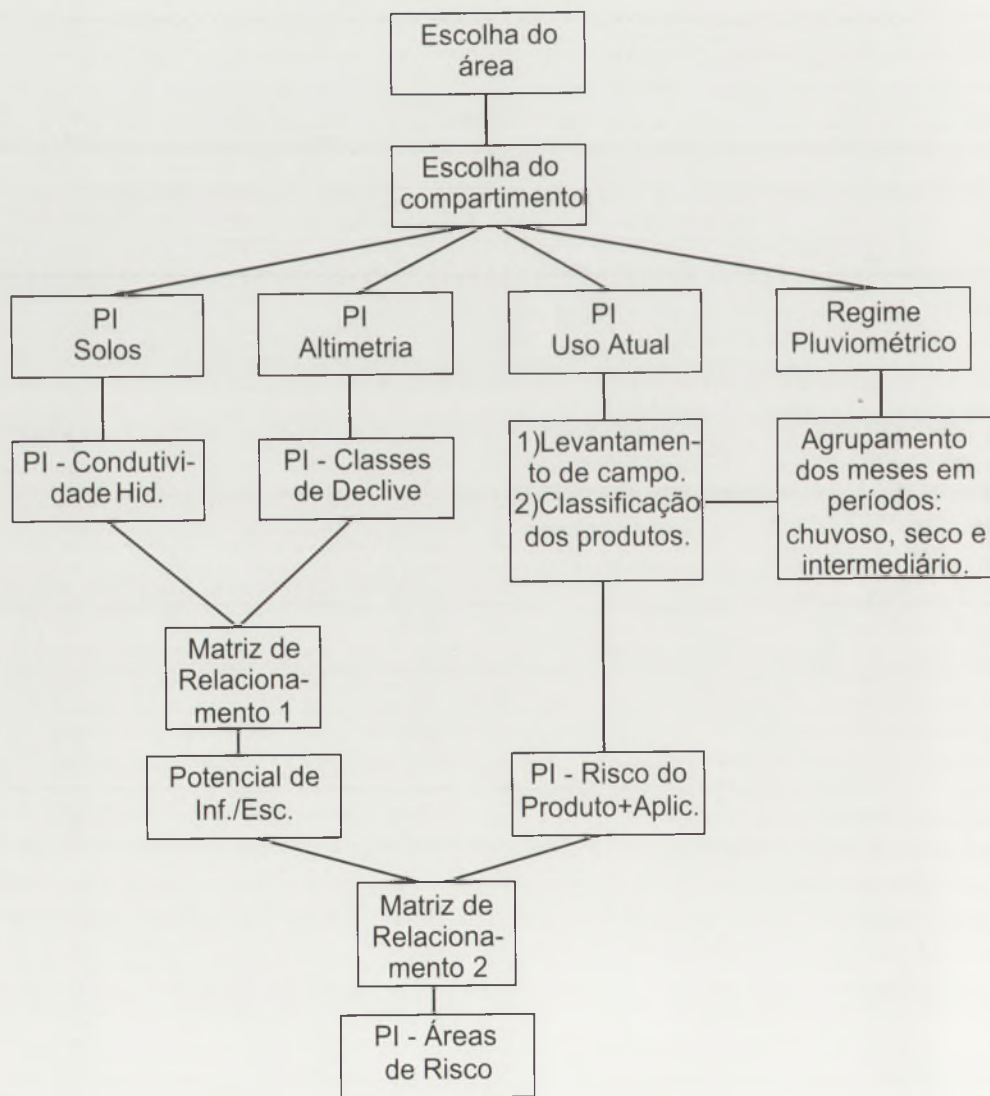 Escolha do
área
Escolha do
compartimento
PI
Solos
PI
Altimetria
PI
Uso Atual
Regime
Pluviométrico
PI - Condutivi-
dade Hid.
PI - Classes
de Declive
1)Levantamen-
to de campo.
2)Classificação
dos produtos.
Agrupamento
dos meses em
períodos:
chuvoso, seco e
intermediário.
Matriz de
Relaciona-
mento 1
Potencial de
Inf./Esc.
PI - Risco do
Produto+Aplic.
Matriz de
Relaciona-
mento 2
PI - Áreas
de Risco